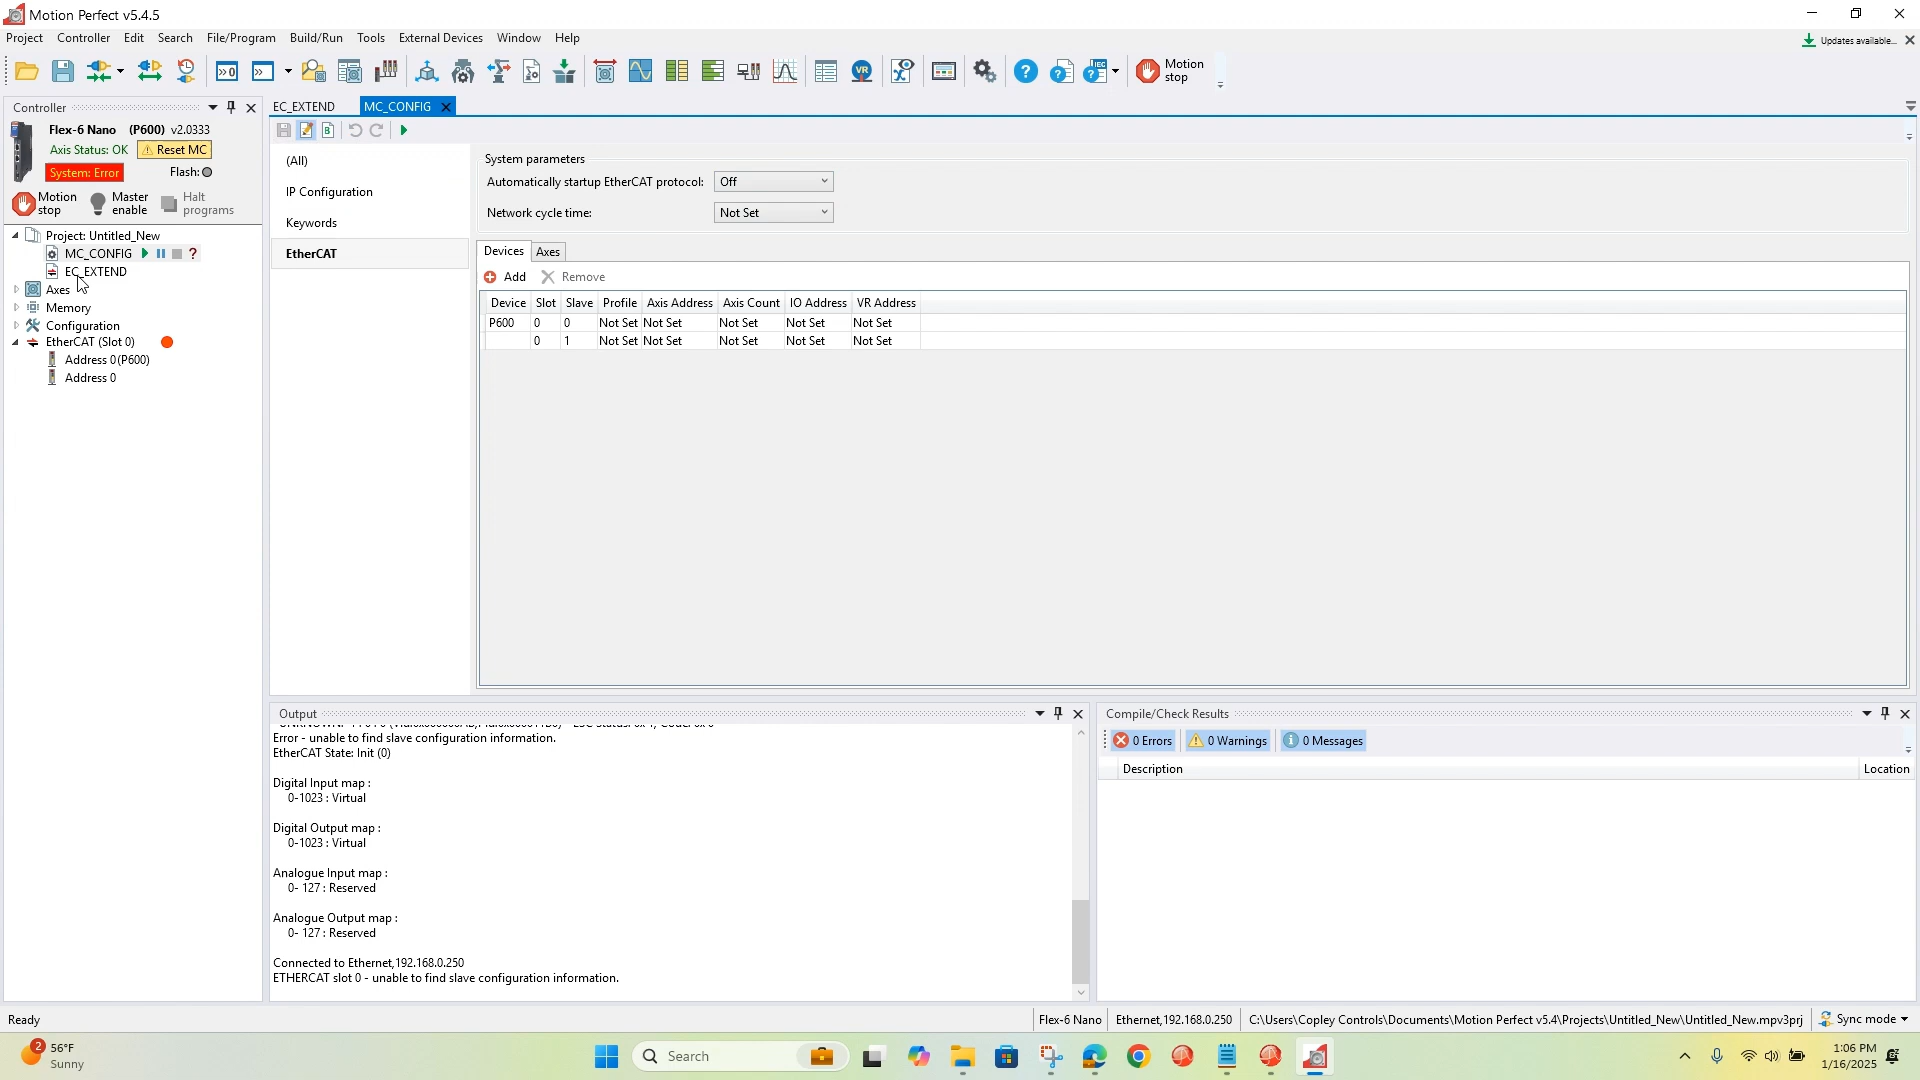 Motion Perfect v5.4.5
Project Controller Edit Search File/Program Build/Run Tools External Devices Window Help
Updates available...
Motion stop
Controller
Flex-6 Nano (P600) v2.0333
Axis Status: OK Reset MC
System: Error Flash:
Motion stop Master enable Halt programs
Project: Untitled_New
MC_CONFIG
EC_EXTEND
Axes
Memory
Configuration
EtherCAT (Slot 0)
Address 0(P600)
Address 0
EC_EXTEND MC_CONFIG
(All)
IP Configuration
Keywords
EtherCAT
System parameters
Automatically startup EtherCAT protocol: Off
Network cycle time: Not Set
Devices Axes
Add Remove
Device Slot Slave Profile Axis Address Axis Count IO Address VR Address
P600 0 0 Not Set Not Set Not Set Not Set Not Set
0 1 Not Set Not Set Not Set Not Set Not Set
Output
Error - unable to find slave configuration information.
EtherCAT State: Init (0)
Digital Input map :
0-1023 : Virtual
Digital Output map :
0-1023 : Virtual
Analogue Input map :
0- 127 : Reserved
Analogue Output map :
0- 127 : Reserved
Connected to Ethernet,192.168.0.250
ETHERCAT slot 0 - unable to find slave configuration information.
Compile/Check Results
0 Errors 0 Warnings 0 Messages
Description Location
Ready
Flex-6 Nano Ethernet,192.168.0.250 C:\Users\Copley Controls\Documents\Motion Perfect v5.4\Projects\Untitled_New\Untitled_New.mpv3prj Sync mode
2
56°F
Sunny
Search
1:06 PM
1/16/2025